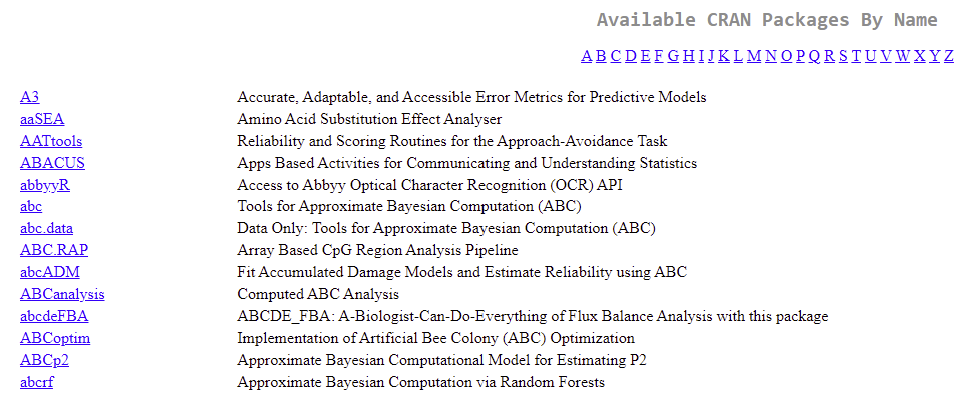 Available CRAN Packages By Name
A B C D E F G H I J K L M N O P Q R S T U V W X Y Z
A3 Accurate, Adaptable, and Accessible Error Metrics for Predictive Models
aaSEA Amino Acid Substitution Effect Analyser
AATtools Reliability and Scoring Routines for the Approach-Avoidance Task
ABACUS Apps Based Activities for Communicating and Understanding Statistics
abbyyR Access to Abbyy Optical Character Recognition (OCR) API
abc Tools for Approximate Bayesian Computation (ABC)
abc.data Data Only: Tools for Approximate Bayesian Computation (ABC)
ABC.RAP Array Based CpG Region Analysis Pipeline
abcADM Fit Accumulated Damage Models and Estimate Reliability using ABC
ABCanalysis Computed ABC Analysis
abcdeFBA ABCDE_FBA: A-Biologist-Can-Do-Everything of Flux Balance Analysis with this package
ABCoptim Implementation of Artificial Bee Colony (ABC) Optimization
ABCp2 Approximate Bayesian Computational Model for Estimating P2
abcrf Approximate Bayesian Computation via Random Forests